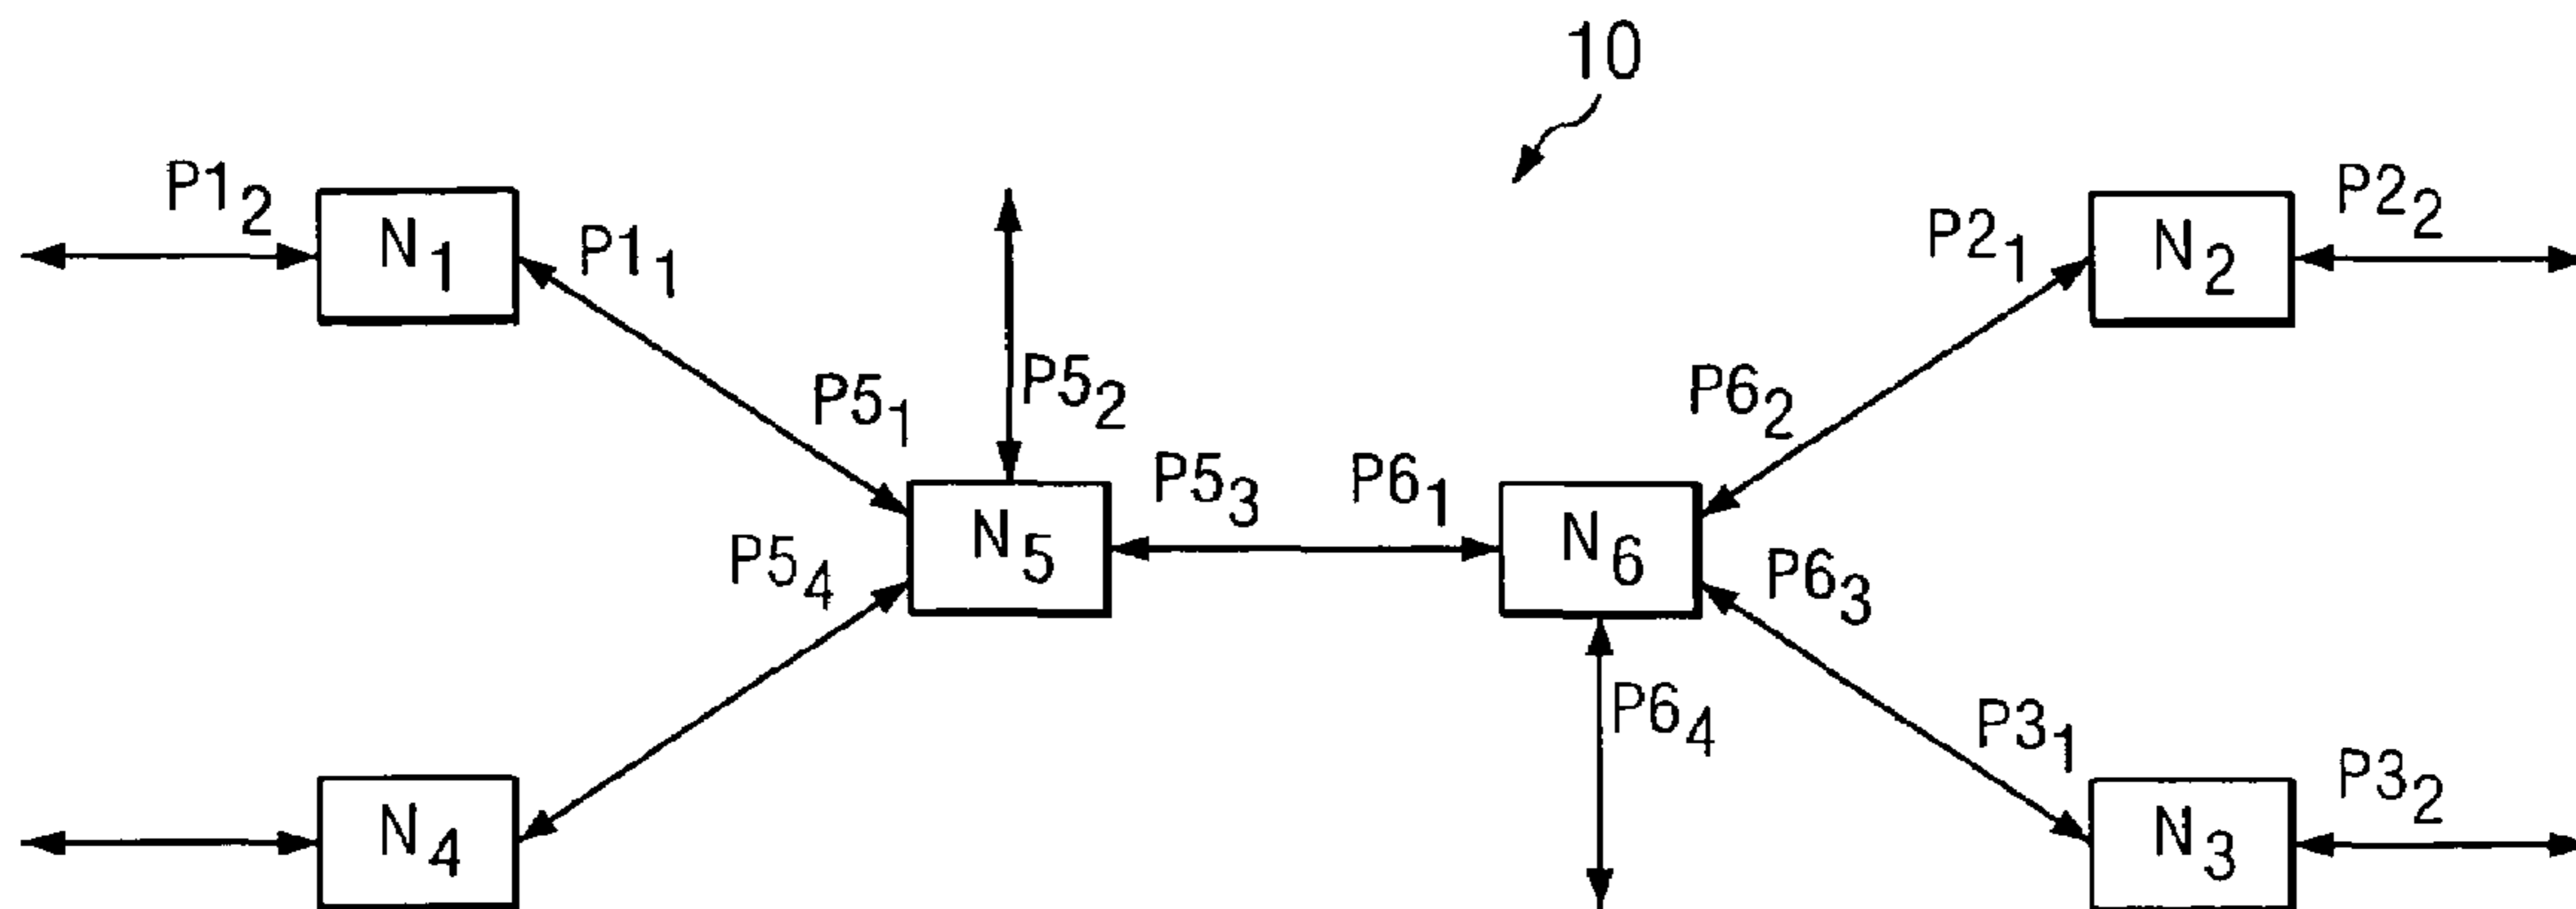 10
P1₂
N₁
P1₁
P2₁
N₂
P2₂
P5₁
P5₂
P6₂
P5₄
N₅
P5₃
P6₁
N₆
P6₃
P6₄
P3₁
N₄
N₃
P3₂